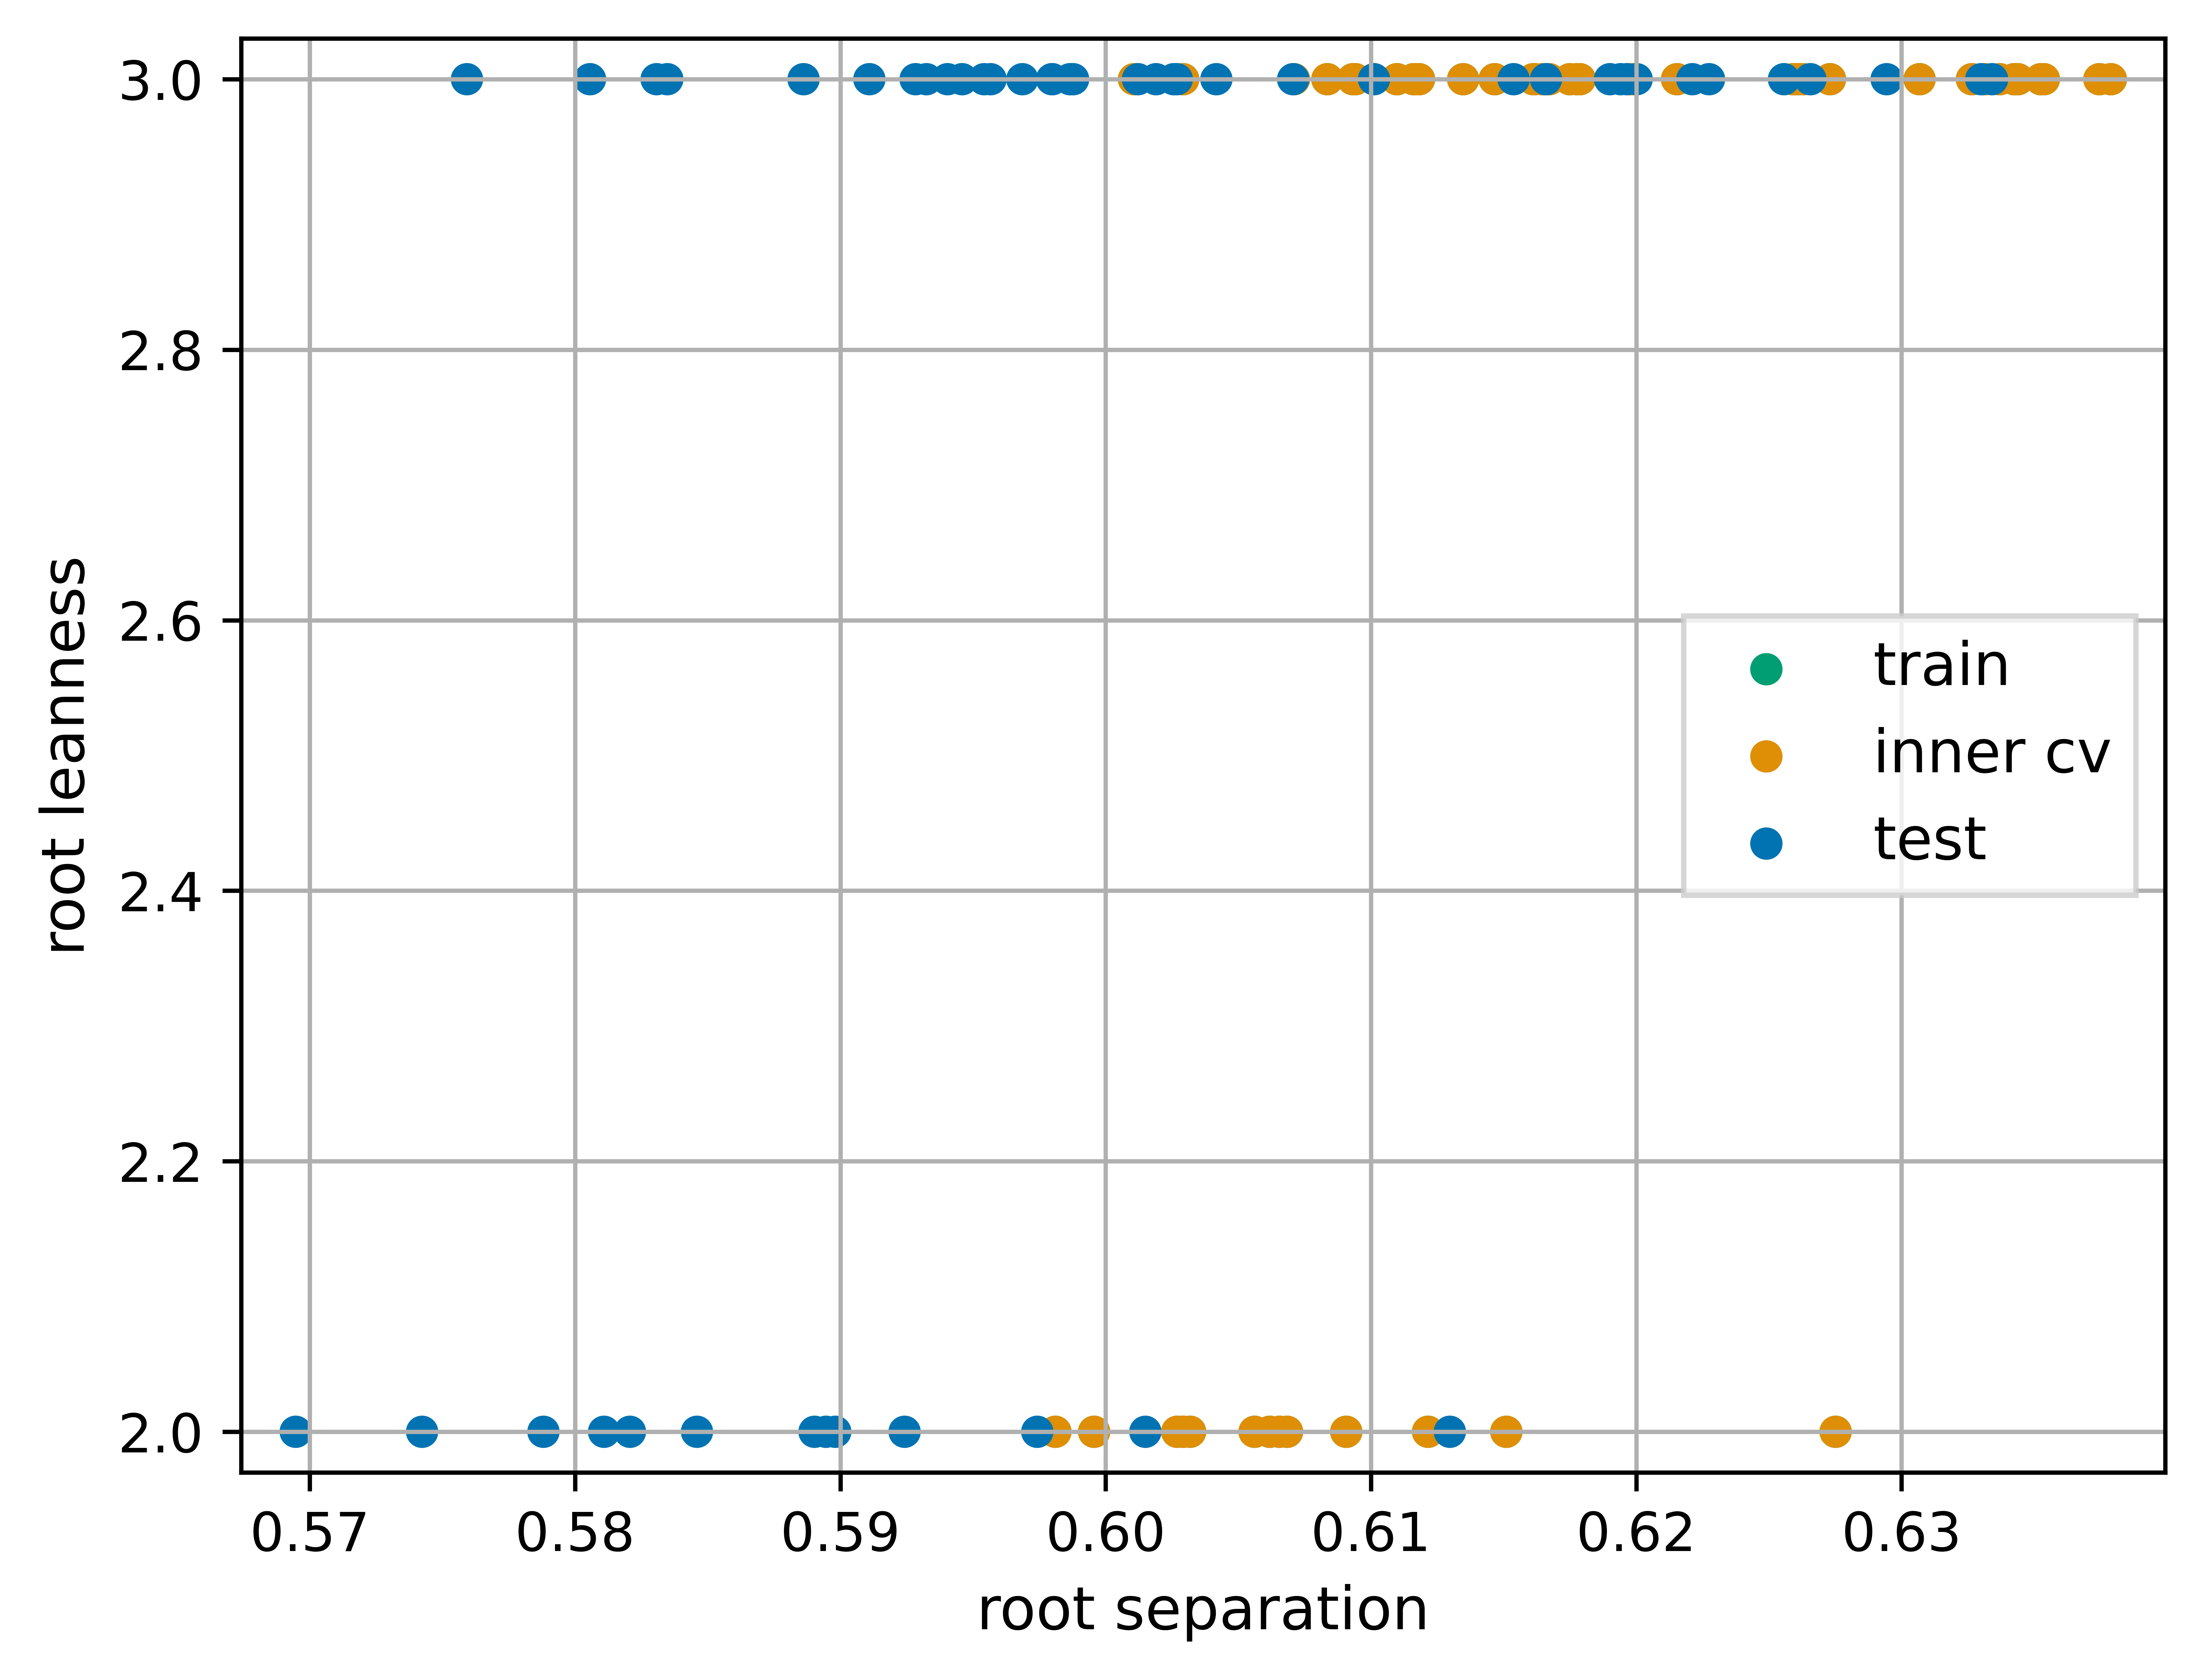 3.0
2.8
2.6
2.4
2.2
2.0
root leanness
train
inner cv
test
0.57 0.58 0.59 0.60 0.61 0.62 0.63
root separation